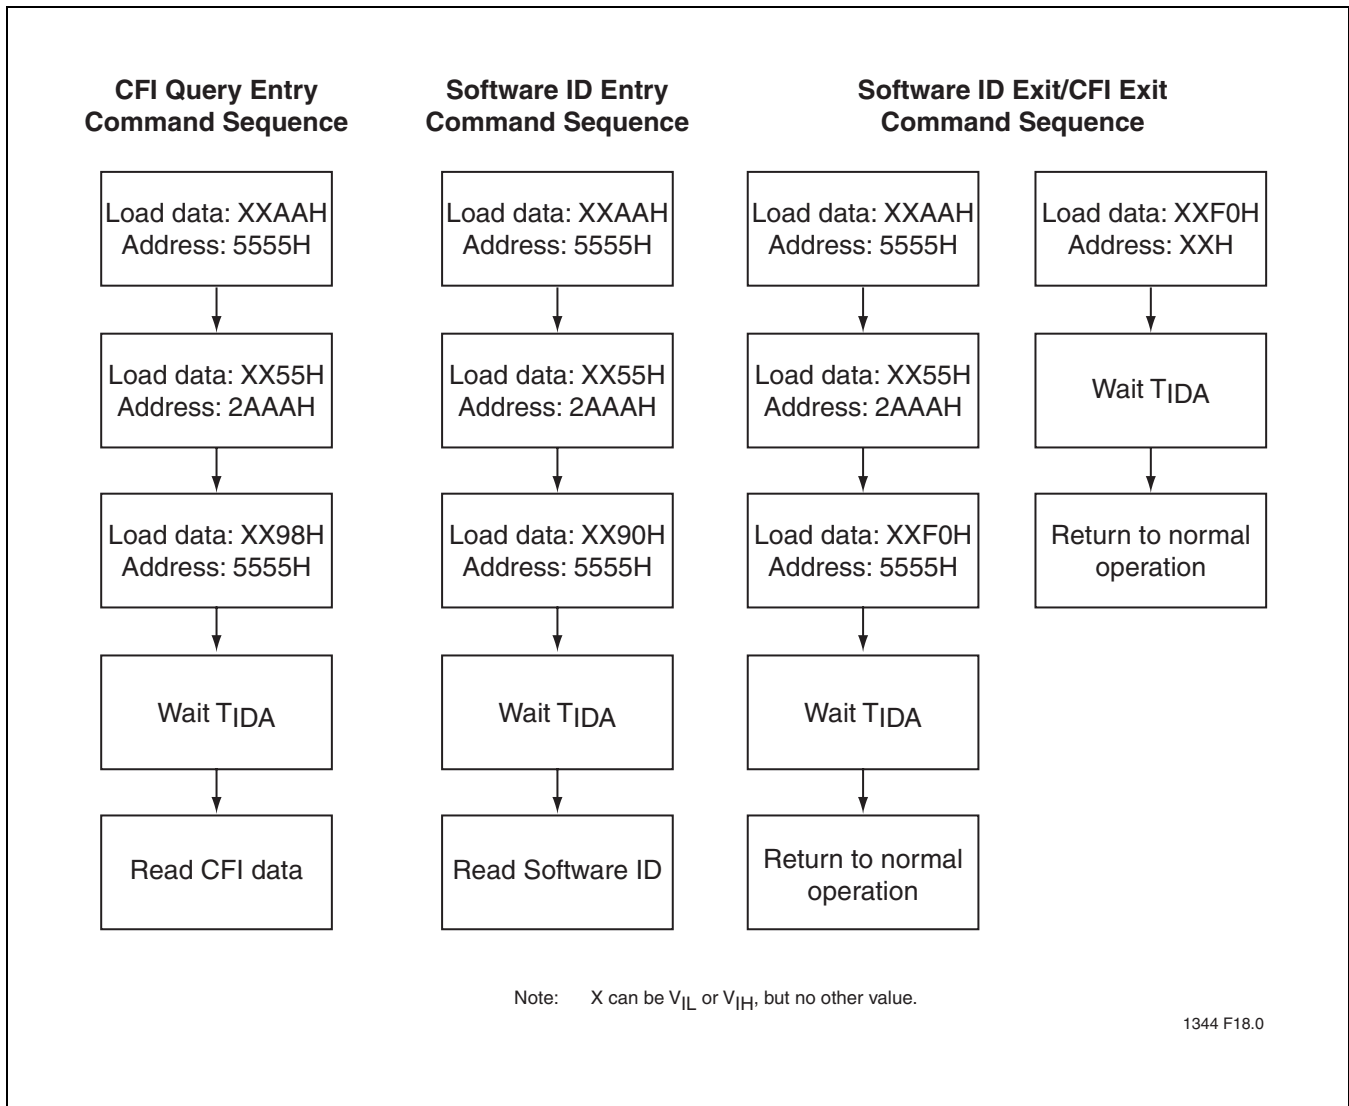 CFI Query Entry
Command Sequence
Load data: XXAAH
Address: 5555H
Load data: XX55H
Address: 2AAAH
Load data: XX98H
Address: 5555H
Wait TIDA
Read CFI data
Software ID Entry
Command Sequence
Load data: XXAAH
Address: 5555H
Load data: XX55H
Address: 2AAAH
Load data: XX90H
Address: 5555H
Wait TIDA
Read Software ID
Software ID Exit/CFI Exit
Command Sequence
Load data: XXAAH
Address: 5555H
Load data: XX55H
Address: 2AAAH
Load data: XXF0H
Address: 5555H
Wait TIDA
Return to normal
operation
Load data: XXF0H
Address: XXH
Wait TIDA
Return to normal
operation
Note: X can be VIL or VIH, but no other value.
1344 F18.0